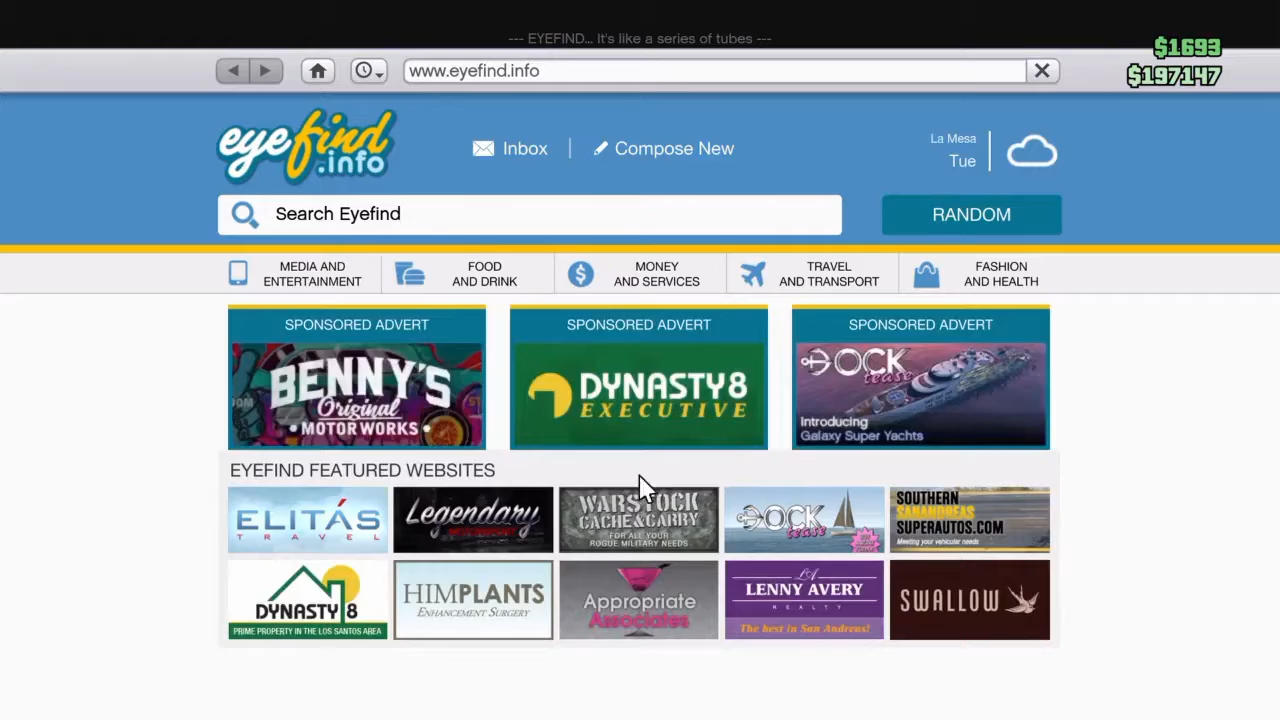 --- EYEFIND... It's like a series of tubes ---
$1693
$197147
www.eyefind.info
eyefind
.info
Inbox
Compose New
La Mesa
Tue
Search Eyefind
RANDOM
MEDIA AND
ENTERTAINMENT
FOOD
AND DRINK
MONEY
AND SERVICES
TRAVEL
AND TRANSPORT
FASHION
AND HEALTH
SPONSORED ADVERT
BENNY'S
Original
• MOTOR WORKS •
SPONSORED ADVERT
DYNASTY8
EXECUTIVE
SPONSORED ADVERT
DOCK
tease
Introducing
Galaxy Super Yachts
EYEFIND FEATURED WEBSITES
ELITÁS
TRAVEL
Legendary
WARSTOCK
CACHE&CARRY
FOR ALL YOUR
ROGUE MILITARY NEEDS
DOCK
tease
SOUTHERN
SANANDREAS
SUPERAUTOS.COM
Meeting your vehicular needs
DYNASTY 8
PRIME PROPERTY IN THE LOS SANTOS AREA
HIMPLANTS
ENHANCEMENT SURGERY
Appropriate
Associates
LA
LENNY AVERY
REALTY
The best in San Andreas!
SWALLOW